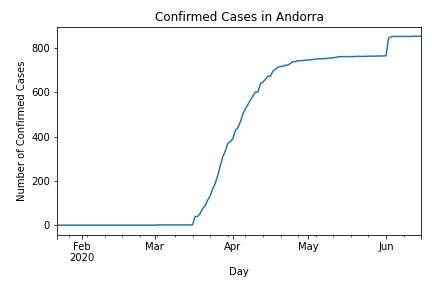 Confirmed Cases in Andorra
Number of Confirmed Cases
800
600
400
200
0
Feb Mar Apr May Jun
2020
Day